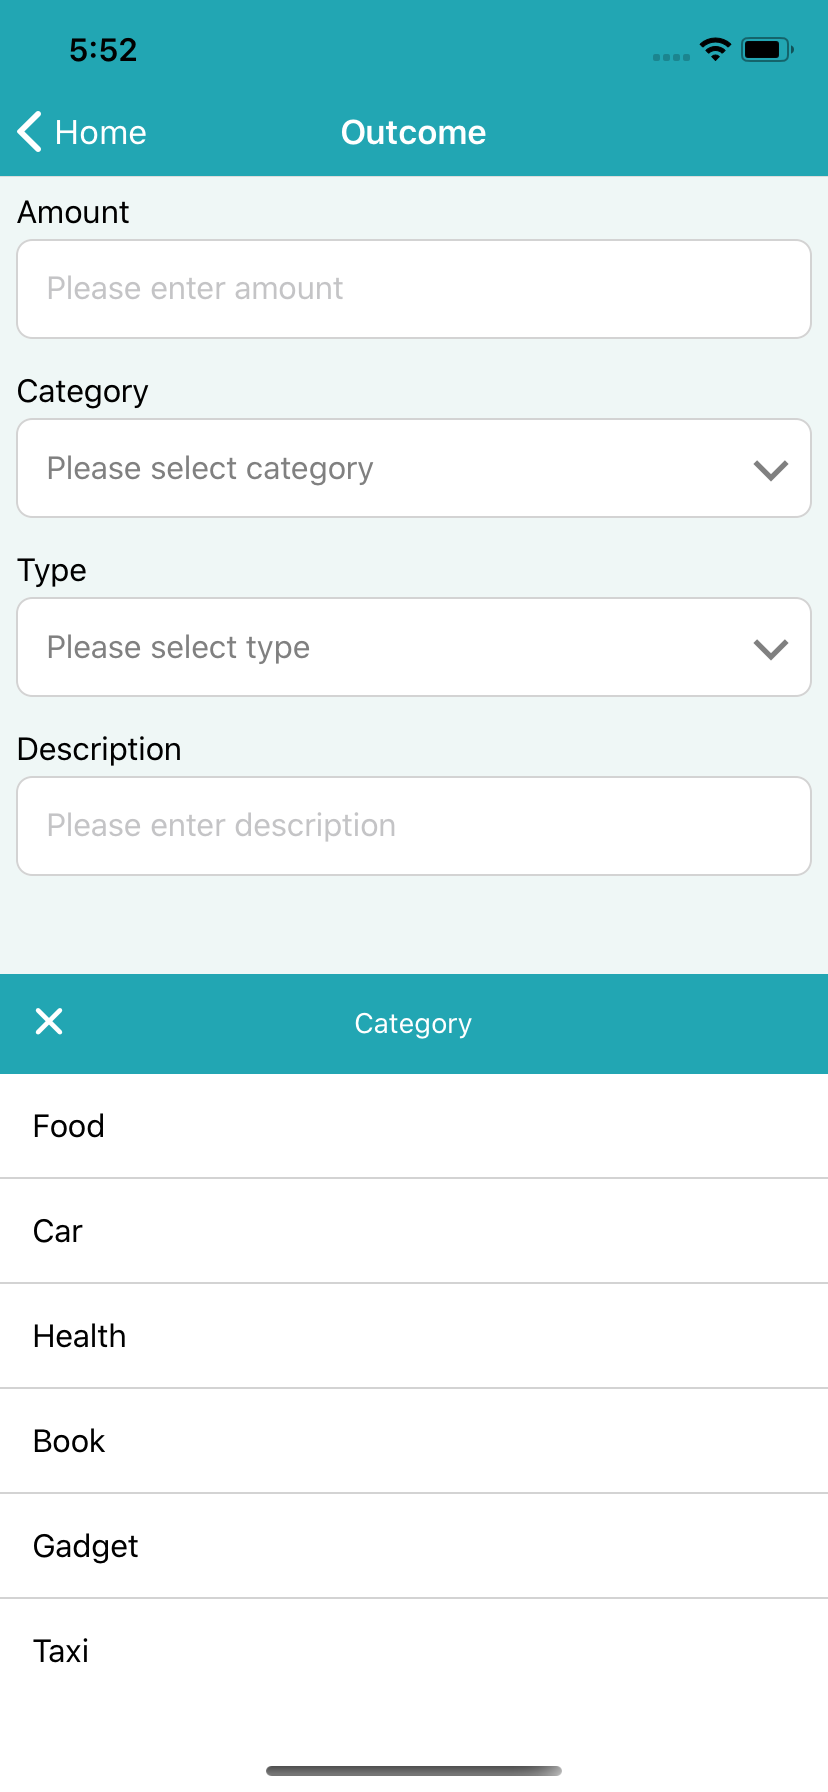 5:52
Home
Outcome
Amount
Please enter amount
Category
Please select category
Type
Please select type
Description
Please enter description
Category
Food
Car
Health
Book
Gadget
Taxi